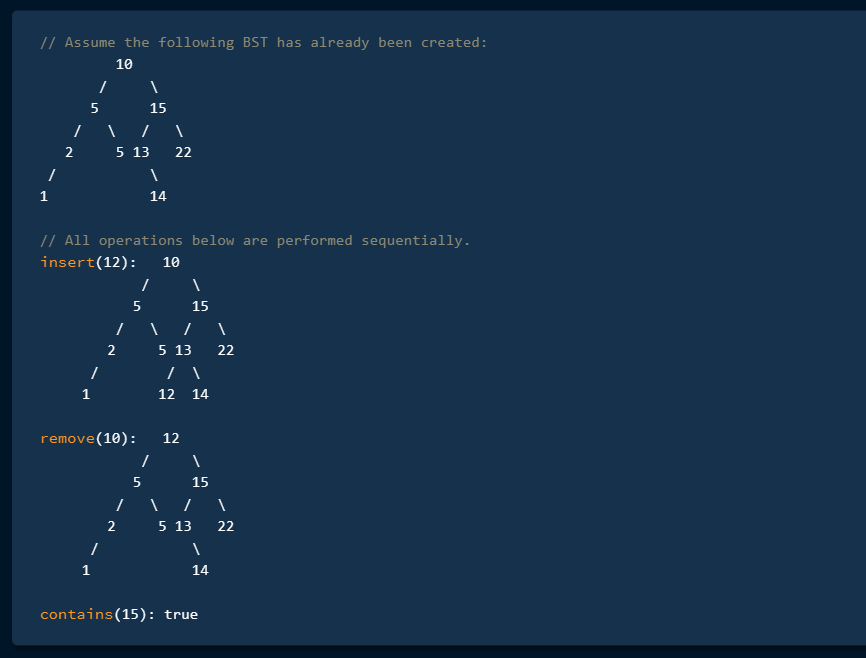 // Assume the following BST has already been created:
         10
       /     \
      5      15
    /   \   /   \
   2     5 13   22
 /           \
1            14

// All operations below are performed sequentially.
insert(12):   10
            /     \
           5      15
         /   \   /   \
        2     5 13   22
      /        /  \
     1        12  14

remove(10):   12
            /     \
           5      15
         /   \   /   \
        2     5 13   22
      /           \
     1            14

contains(15): true